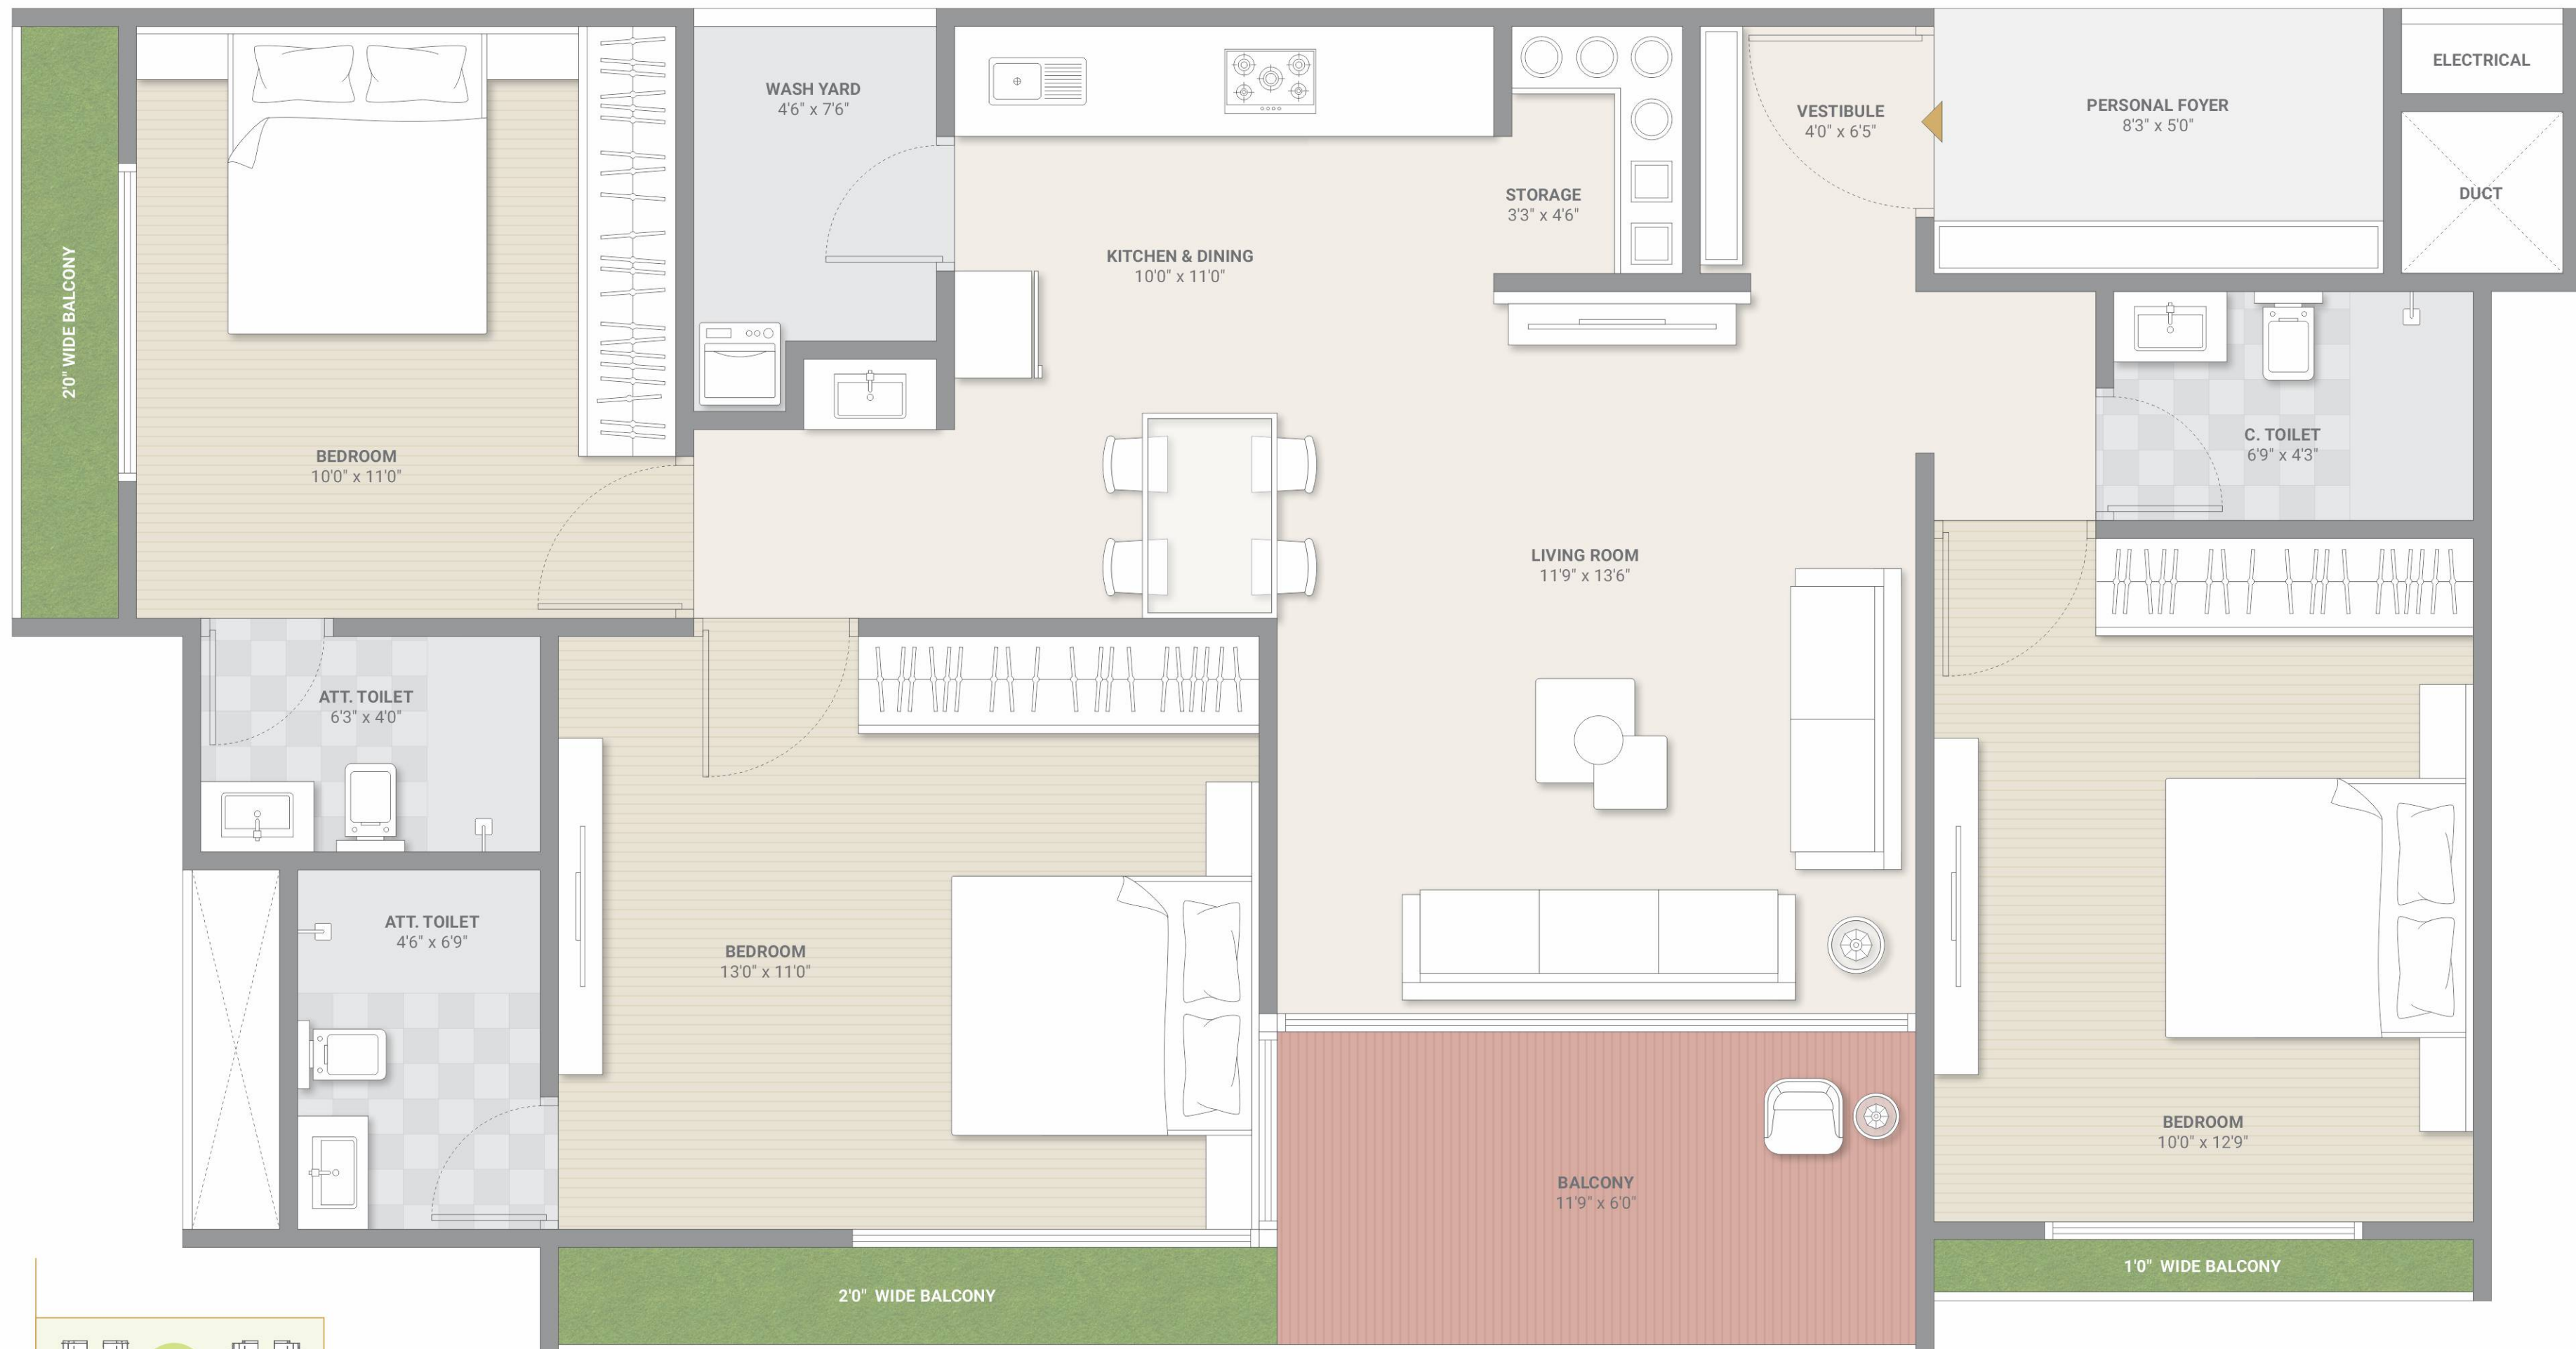 ELECTRICAL
WASH YARD
4'6" x 7'6"
PERSONAL FOYER
8'3" x 5'0"
VESTIBULE
4'0" x 6'5"
DUCT
STORAGE
3'3" x 4'6"
KITCHEN & DINING
10'0" x 11'0"
2'0" WIDE BALCONY
C. TOILET
6'9" x 4'3"
BEDROOM
10'0" x 11'0"
LIVING ROOM
11'9" x 13'6"
ATT. TOILET
6'3" x 4'0"
ATT. TOILET
4'6" x 6'9"
BEDROOM
13'0" x 11'0"
BEDROOM
10'0" x 12'9"
BALCONY
11'9" x 6'0"
1'0" WIDE BALCONY
2'0" WIDE BALCONY